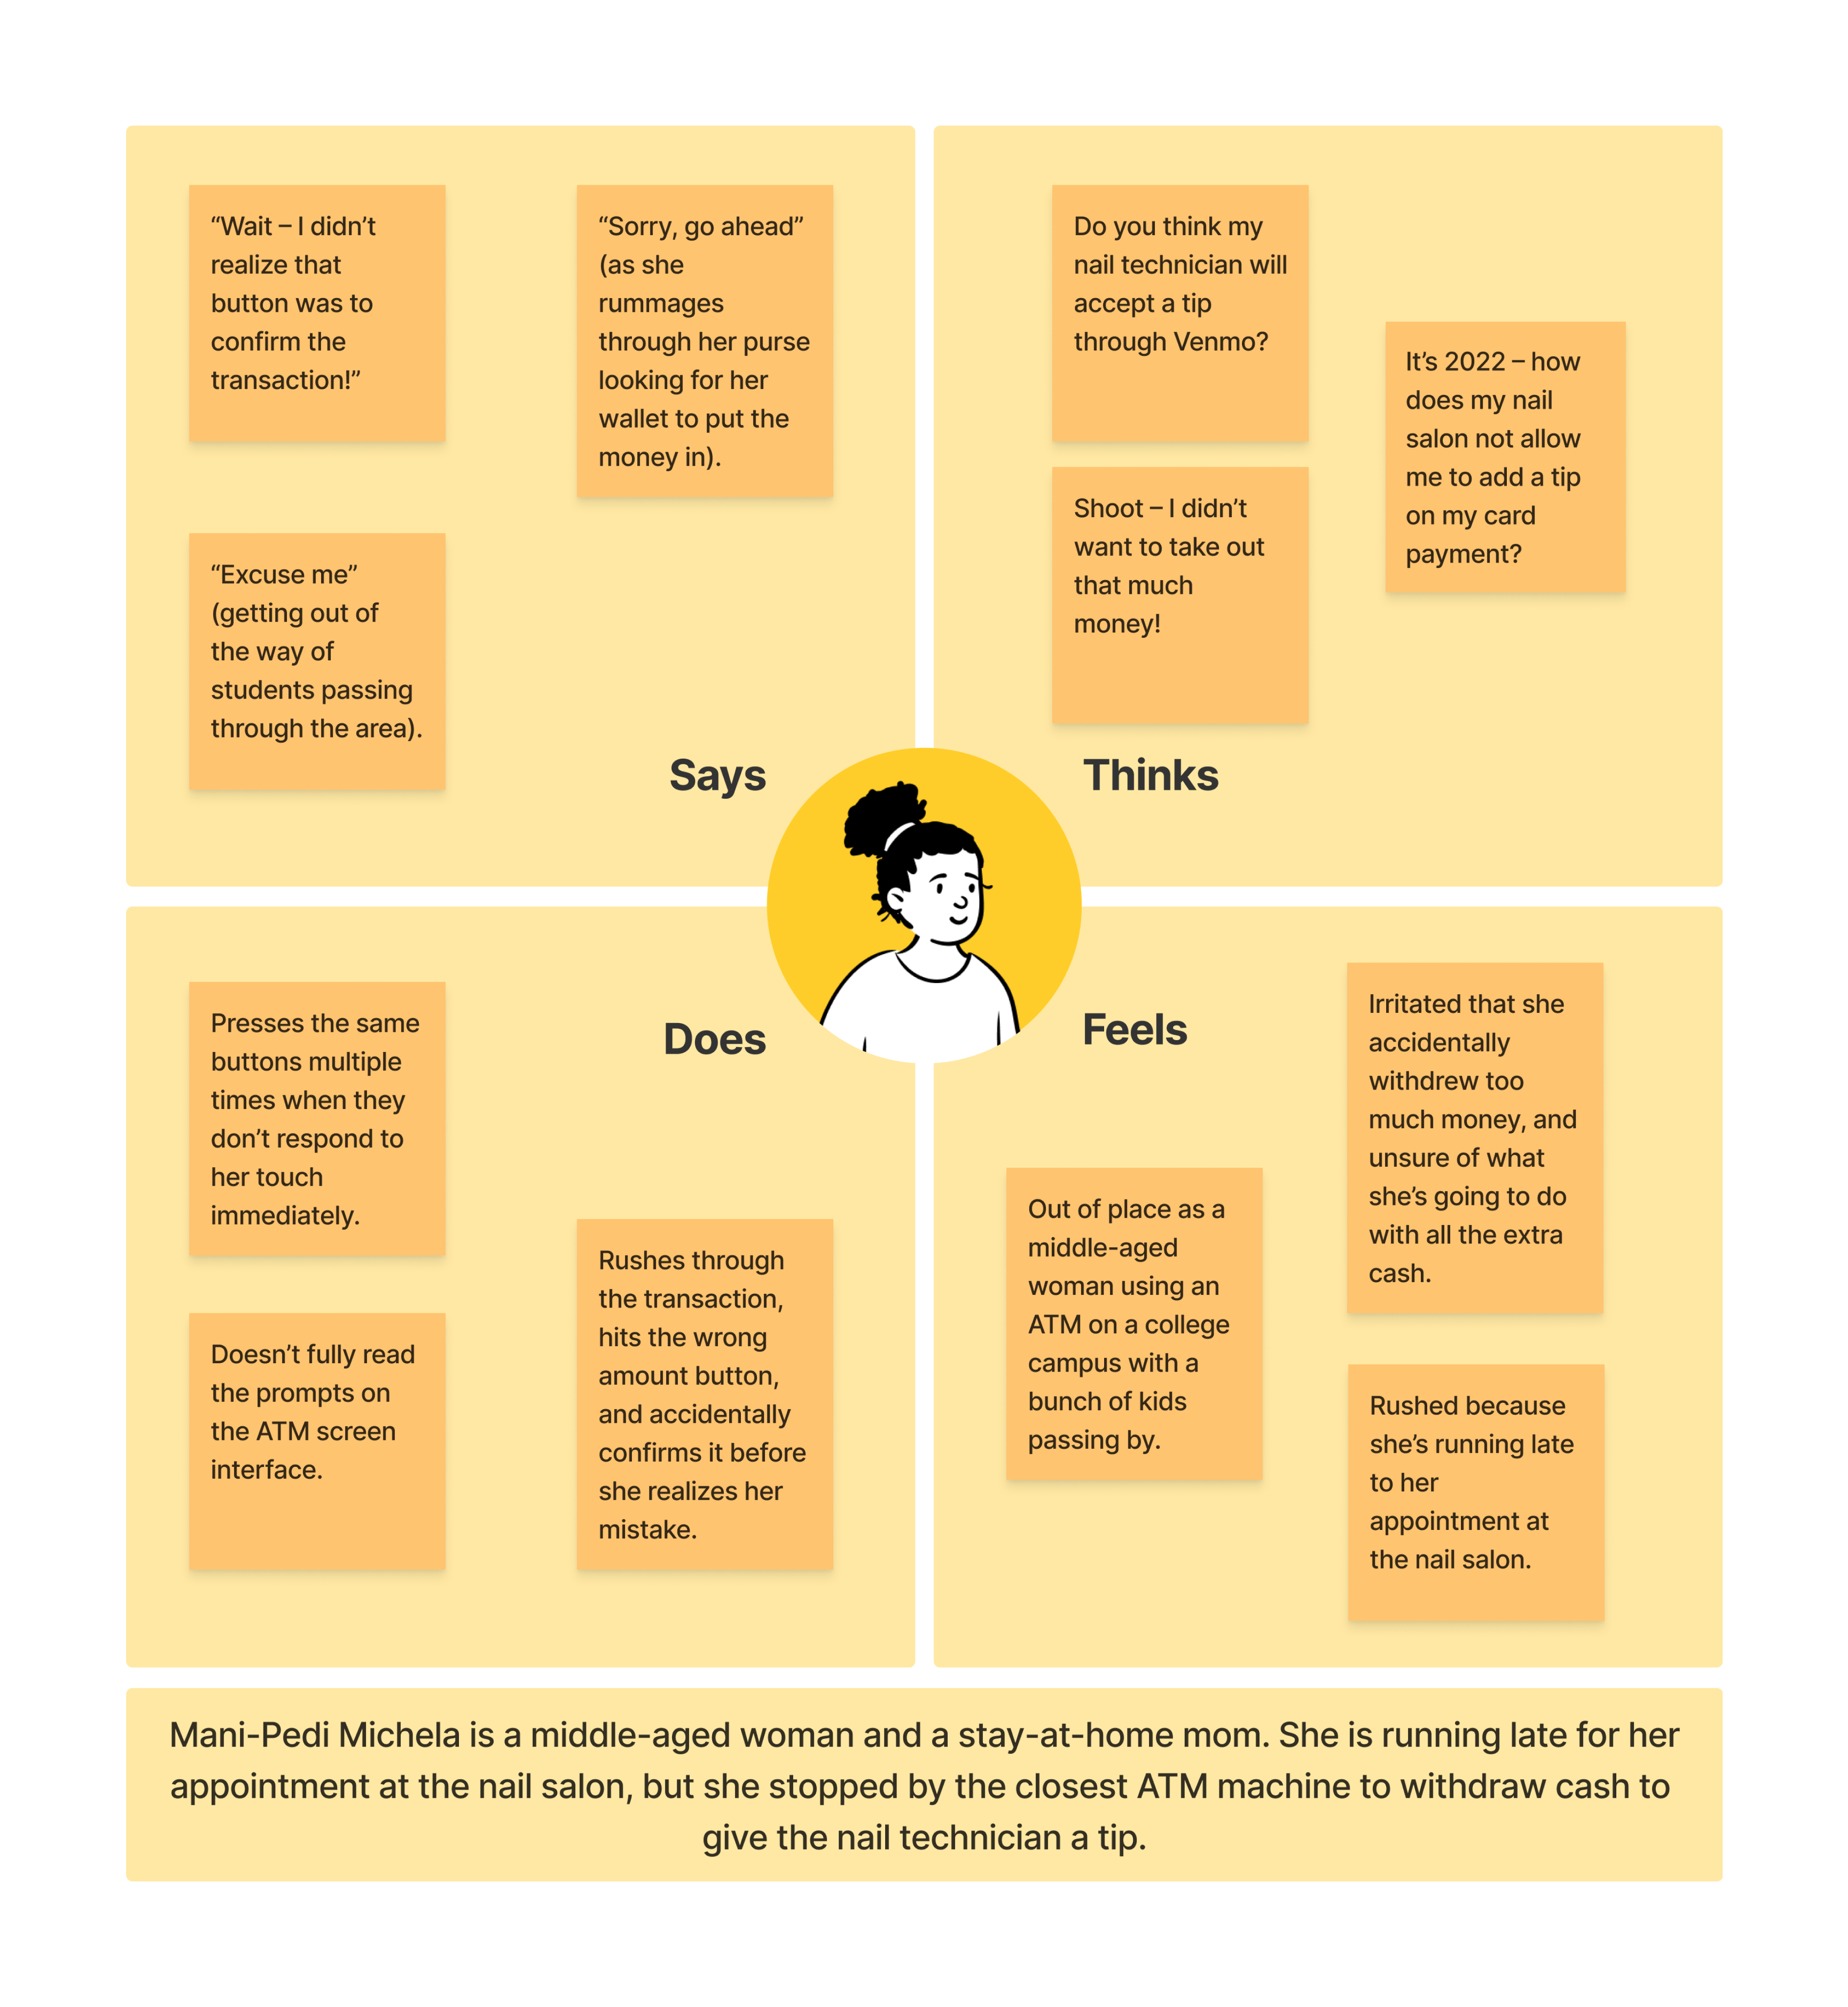 “Wait – I didn’t
realize that
button was to
confirm the
transaction!”
“Sorry, go ahead”
(as she
rummages
through her purse
looking for her
wallet to put the
money in).
“Excuse me”
(getting out of
the way of
students passing
through the area).
Says
Do you think my
nail technician will
accept a tip
through Venmo?
It’s 2022 – how
does my nail
salon not allow
me to add a tip
on my card
payment?
Shoot – I didn’t
want to take out
that much
money!
Thinks
Does
Presses the same
buttons multiple
times when they
don’t respond to
her touch
immediately.
Rushes through
the transaction,
hits the wrong
amount button,
and accidentally
confirms it before
she realizes her
mistake.
Doesn’t fully read
the prompts on
the ATM screen
interface.
Feels
Irritated that she
accidentally
withdrew too
much money, and
unsure of what
she’s going to do
with all the extra
cash.
Out of place as a
middle-aged
woman using an
ATM on a college
campus with a
bunch of kids
passing by.
Rushed because
she’s running late
to her
appointment at
the nail salon.
Mani-Pedi Michela is a middle-aged woman and a stay-at-home mom. She is running late for her
appointment at the nail salon, but she stopped by the closest ATM machine to withdraw cash to
give the nail technician a tip.